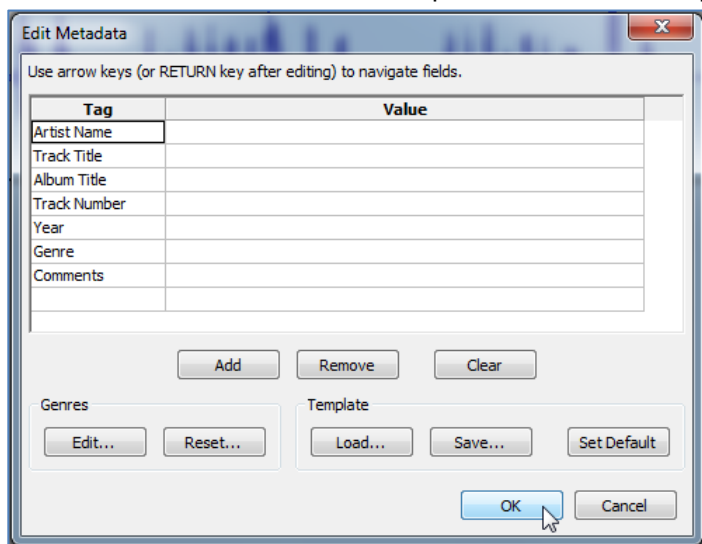 Edit Metadata
Use arrow keys (or RETURN key after editing) to navigate fields.
Tag Value
Artist Name
Track Title
Album Title
Track Number
Year
Genre
Comments
Add Remove Clear
Genres Template
Edit... Reset... Load... Save... Set Default
OK Cancel